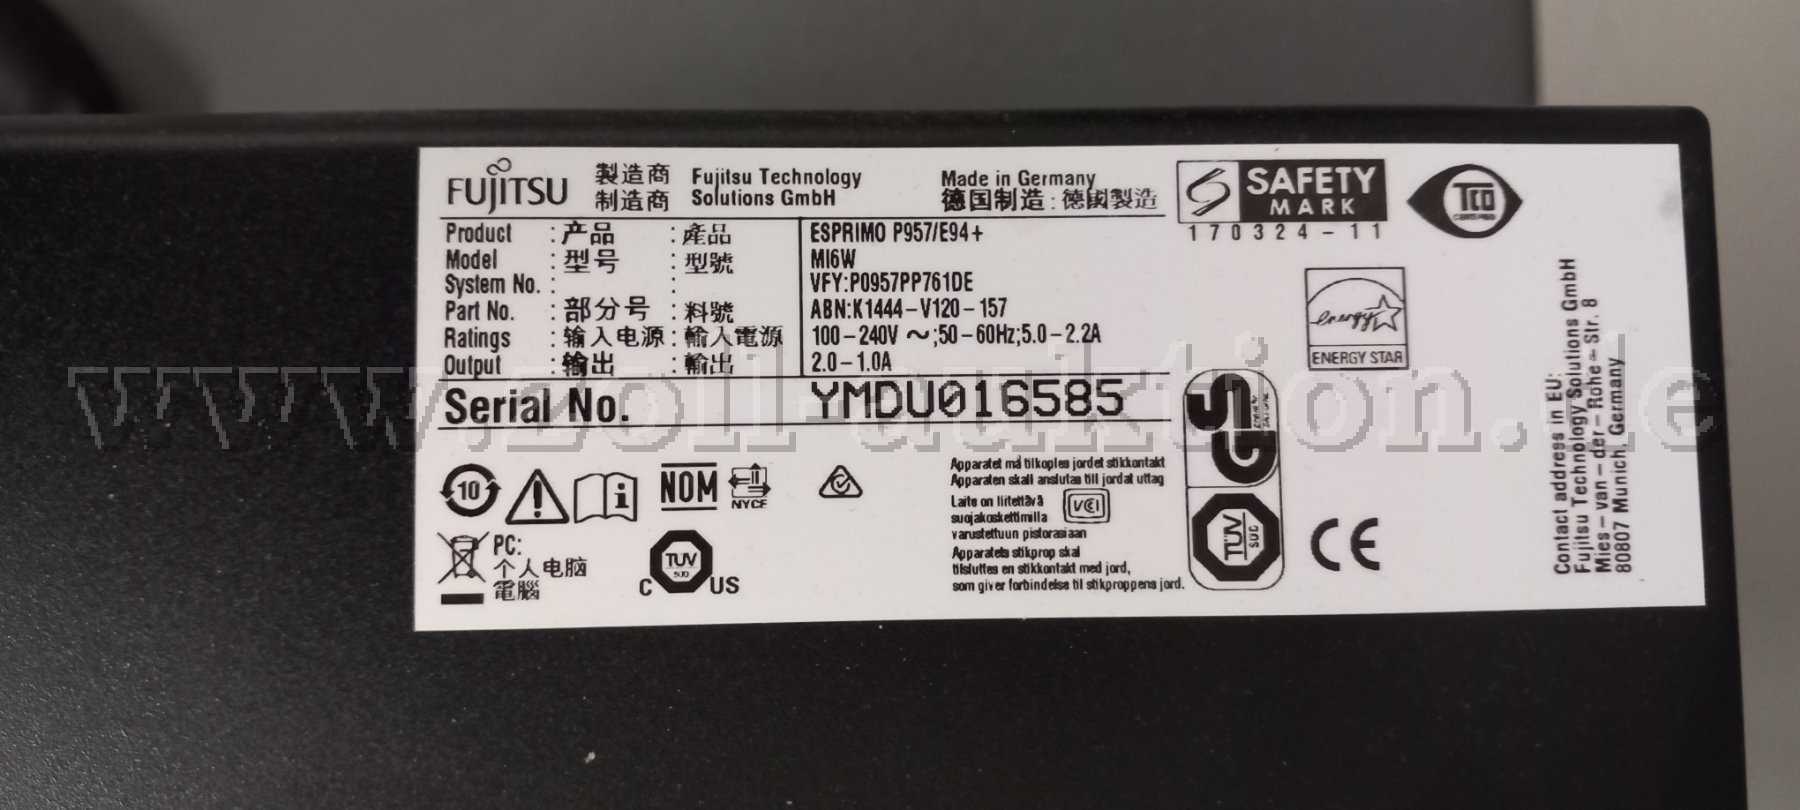 FUJITSU 製造商 Fujitsu Technology Made in Germany
制造商 Solutions GmbH 德国制造 : 德國製造
SAFETY
MARK
170324-11
TCO
CERTIFIED
Product : 产品 : 產品 ESPRIMO P957/E94+
Model : 型号 : 型號 MI6W
System No. : : VFY:P0957PP761DE
Part No. : 部分号 : 料號 ABN:K1444-V120-157
Ratings : 输入电源 : 輸入電源 100-240V ~;50-60Hz;5.0-2.2A
Output : 输出 : 輸出 2.0-1.0A
Serial No. YMDU016585
energy
ENERGY STAR
www.zoll-auktion.de
10
i
NOM
NYCE
PC:
个人电脑
電腦
C TUV SUD US
Apparatet må tilkoples jordet stikkontakt
Apparaten skall anslutas till jordat uttag
Laite on liitettävä
suojakoskettimilla
varustettuun pistorasiaan
VCI
Apparatets stikprop skal
tilsluttes en stikkontakt med jord,
som giver forbindelse til stikproppens jord.
TÜV
SUD
CE
Contact address in EU:
Fujitsu Technology Solutions GmbH
Mies-van-der-Rohe-Str. 8
80807 Munich, Germany